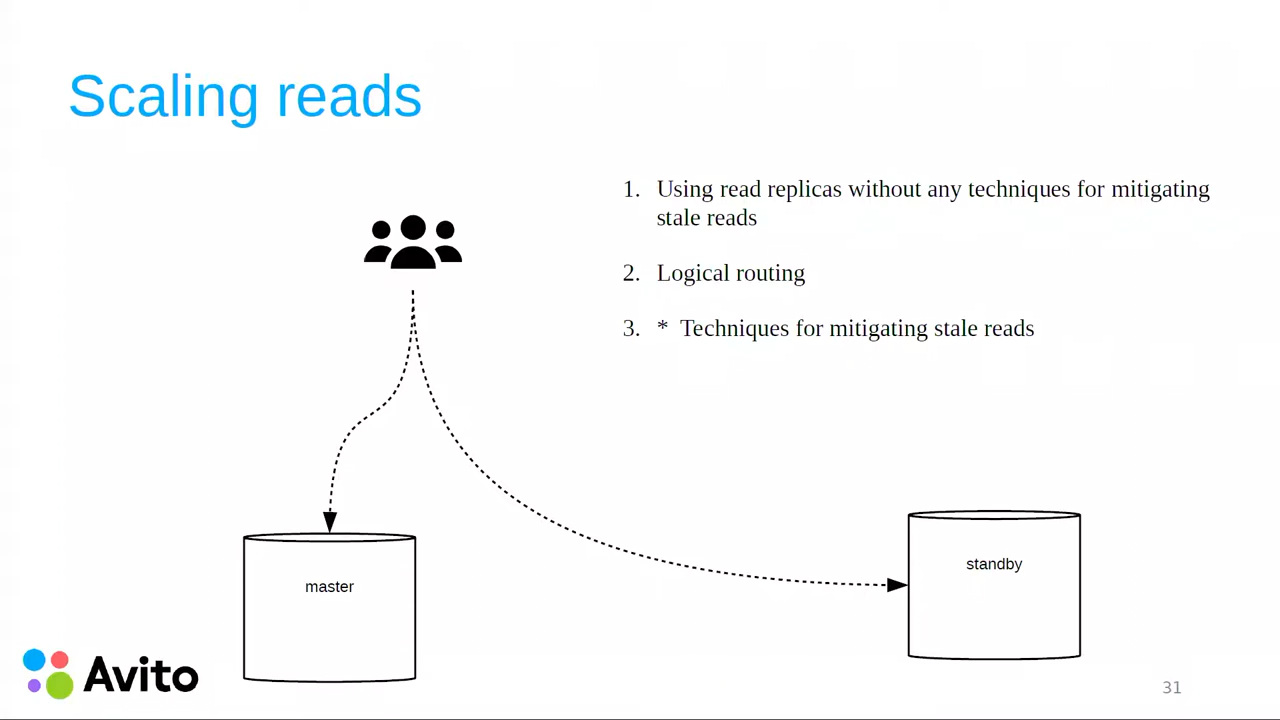 Scaling reads
1. Using read replicas without any techniques for mitigating
stale reads
2. Logical routing
3. * Techniques for mitigating stale reads
master
standby
Avito
31